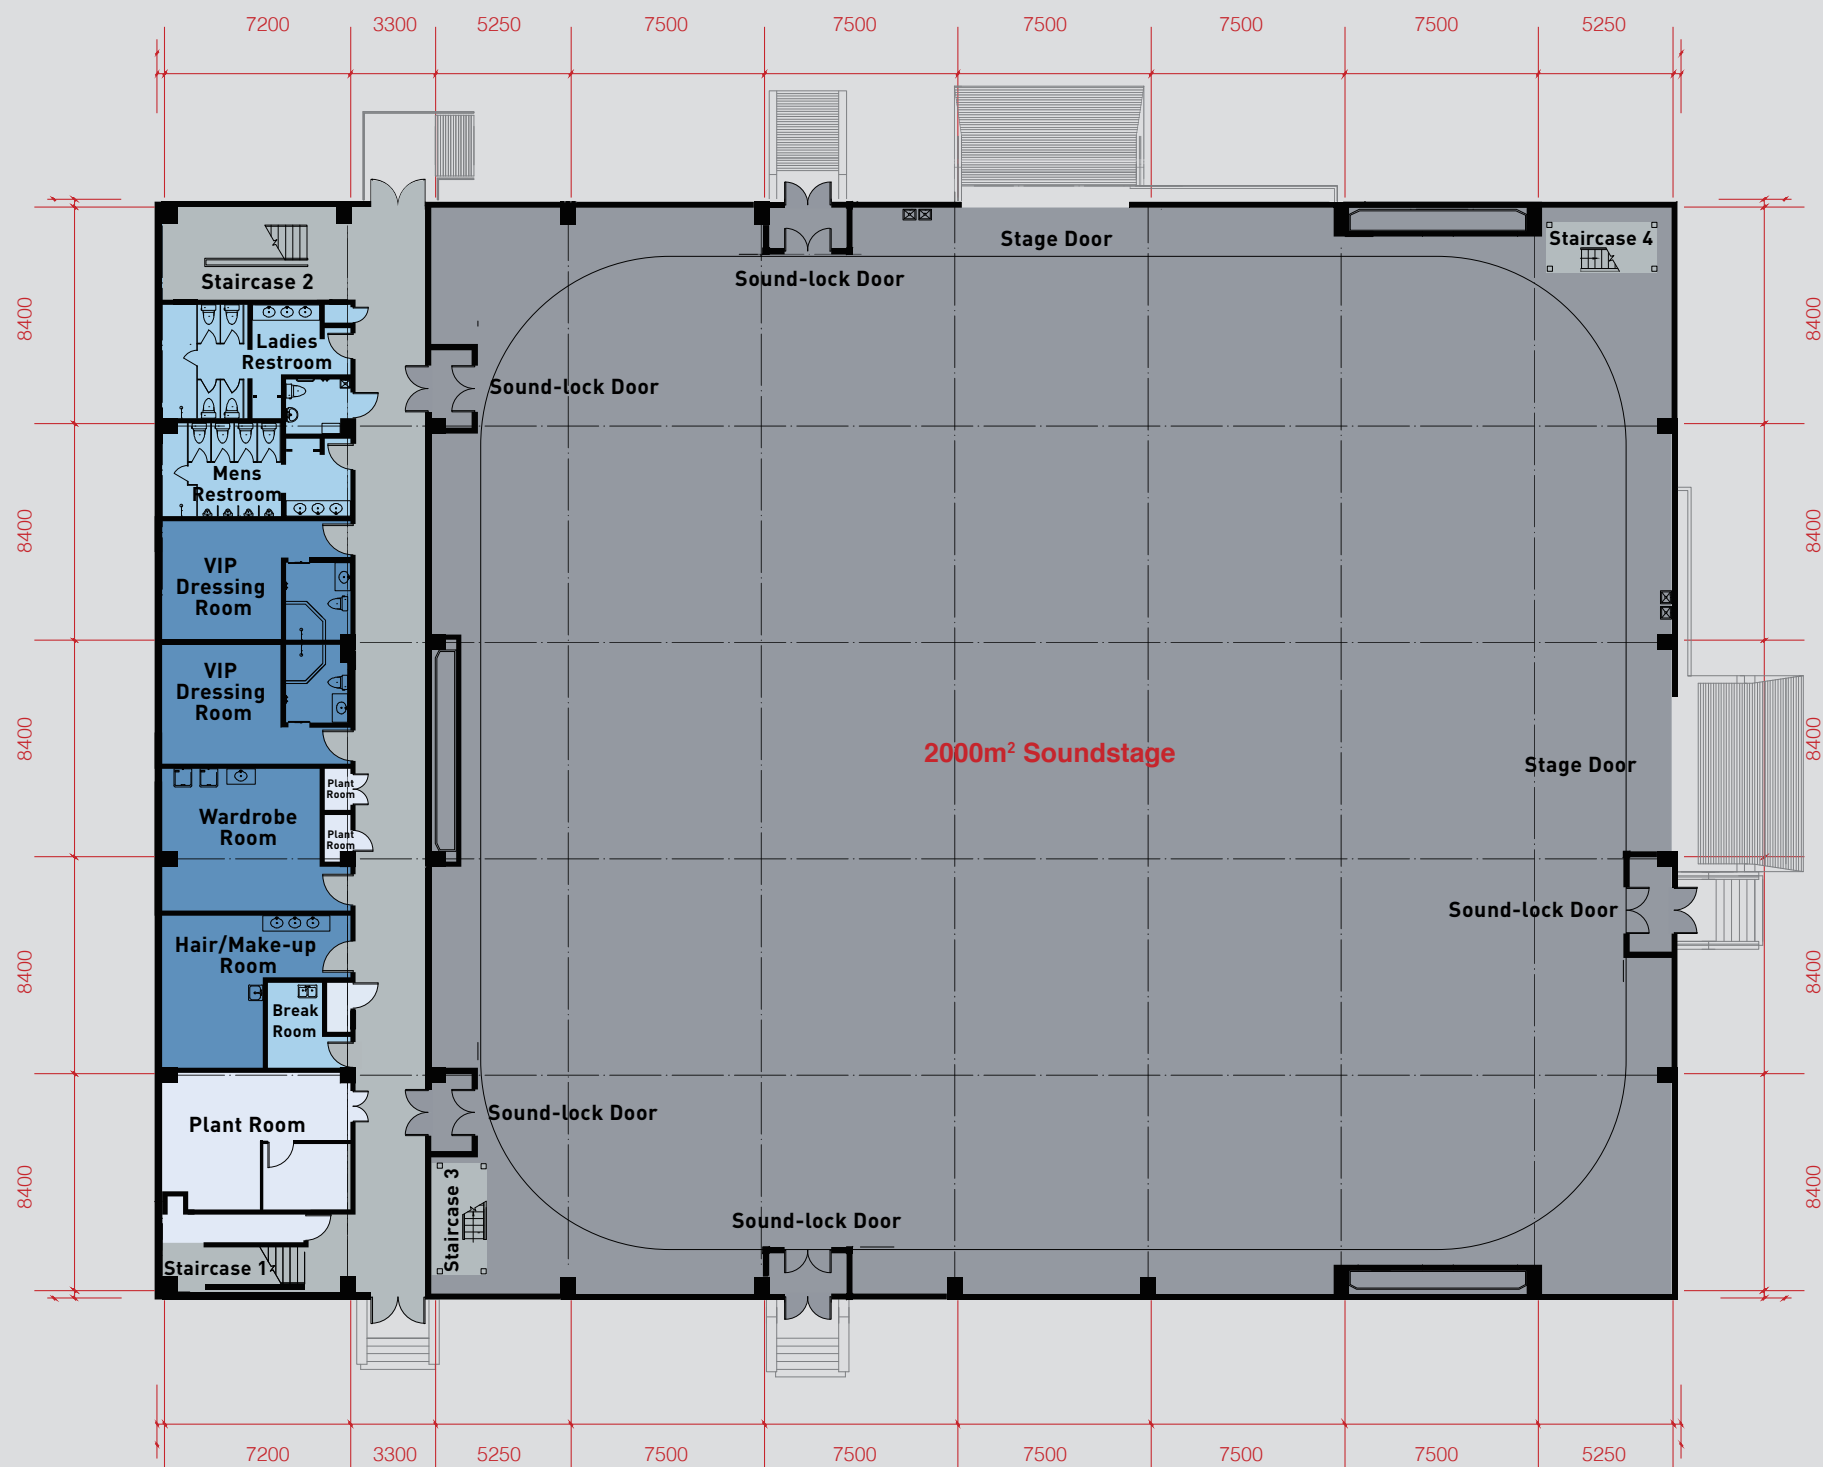 7200 3300 5250 7500 7500 7500 7500 7500 5250
Stage Door
Staircase 4
Sound-lock Door
Staircase 2
8400
8400
Ladies
Restroom
Sound-lock Door
Mens
Restroom
8400
8400
VIP
Dressing
Room
VIP
Dressing
Room
8400
8400
2000m² Soundstage
Stage Door
Plant
Room
Wardrobe
Room
Plant
Room
Sound-lock Door
Hair/Make-up
Room
8400
8400
Break
Room
Sound-lock Door
Plant Room
8400
8400
Staircase 3
Sound-lock Door
Staircase 1
7200 3300 5250 7500 7500 7500 7500 7500 5250